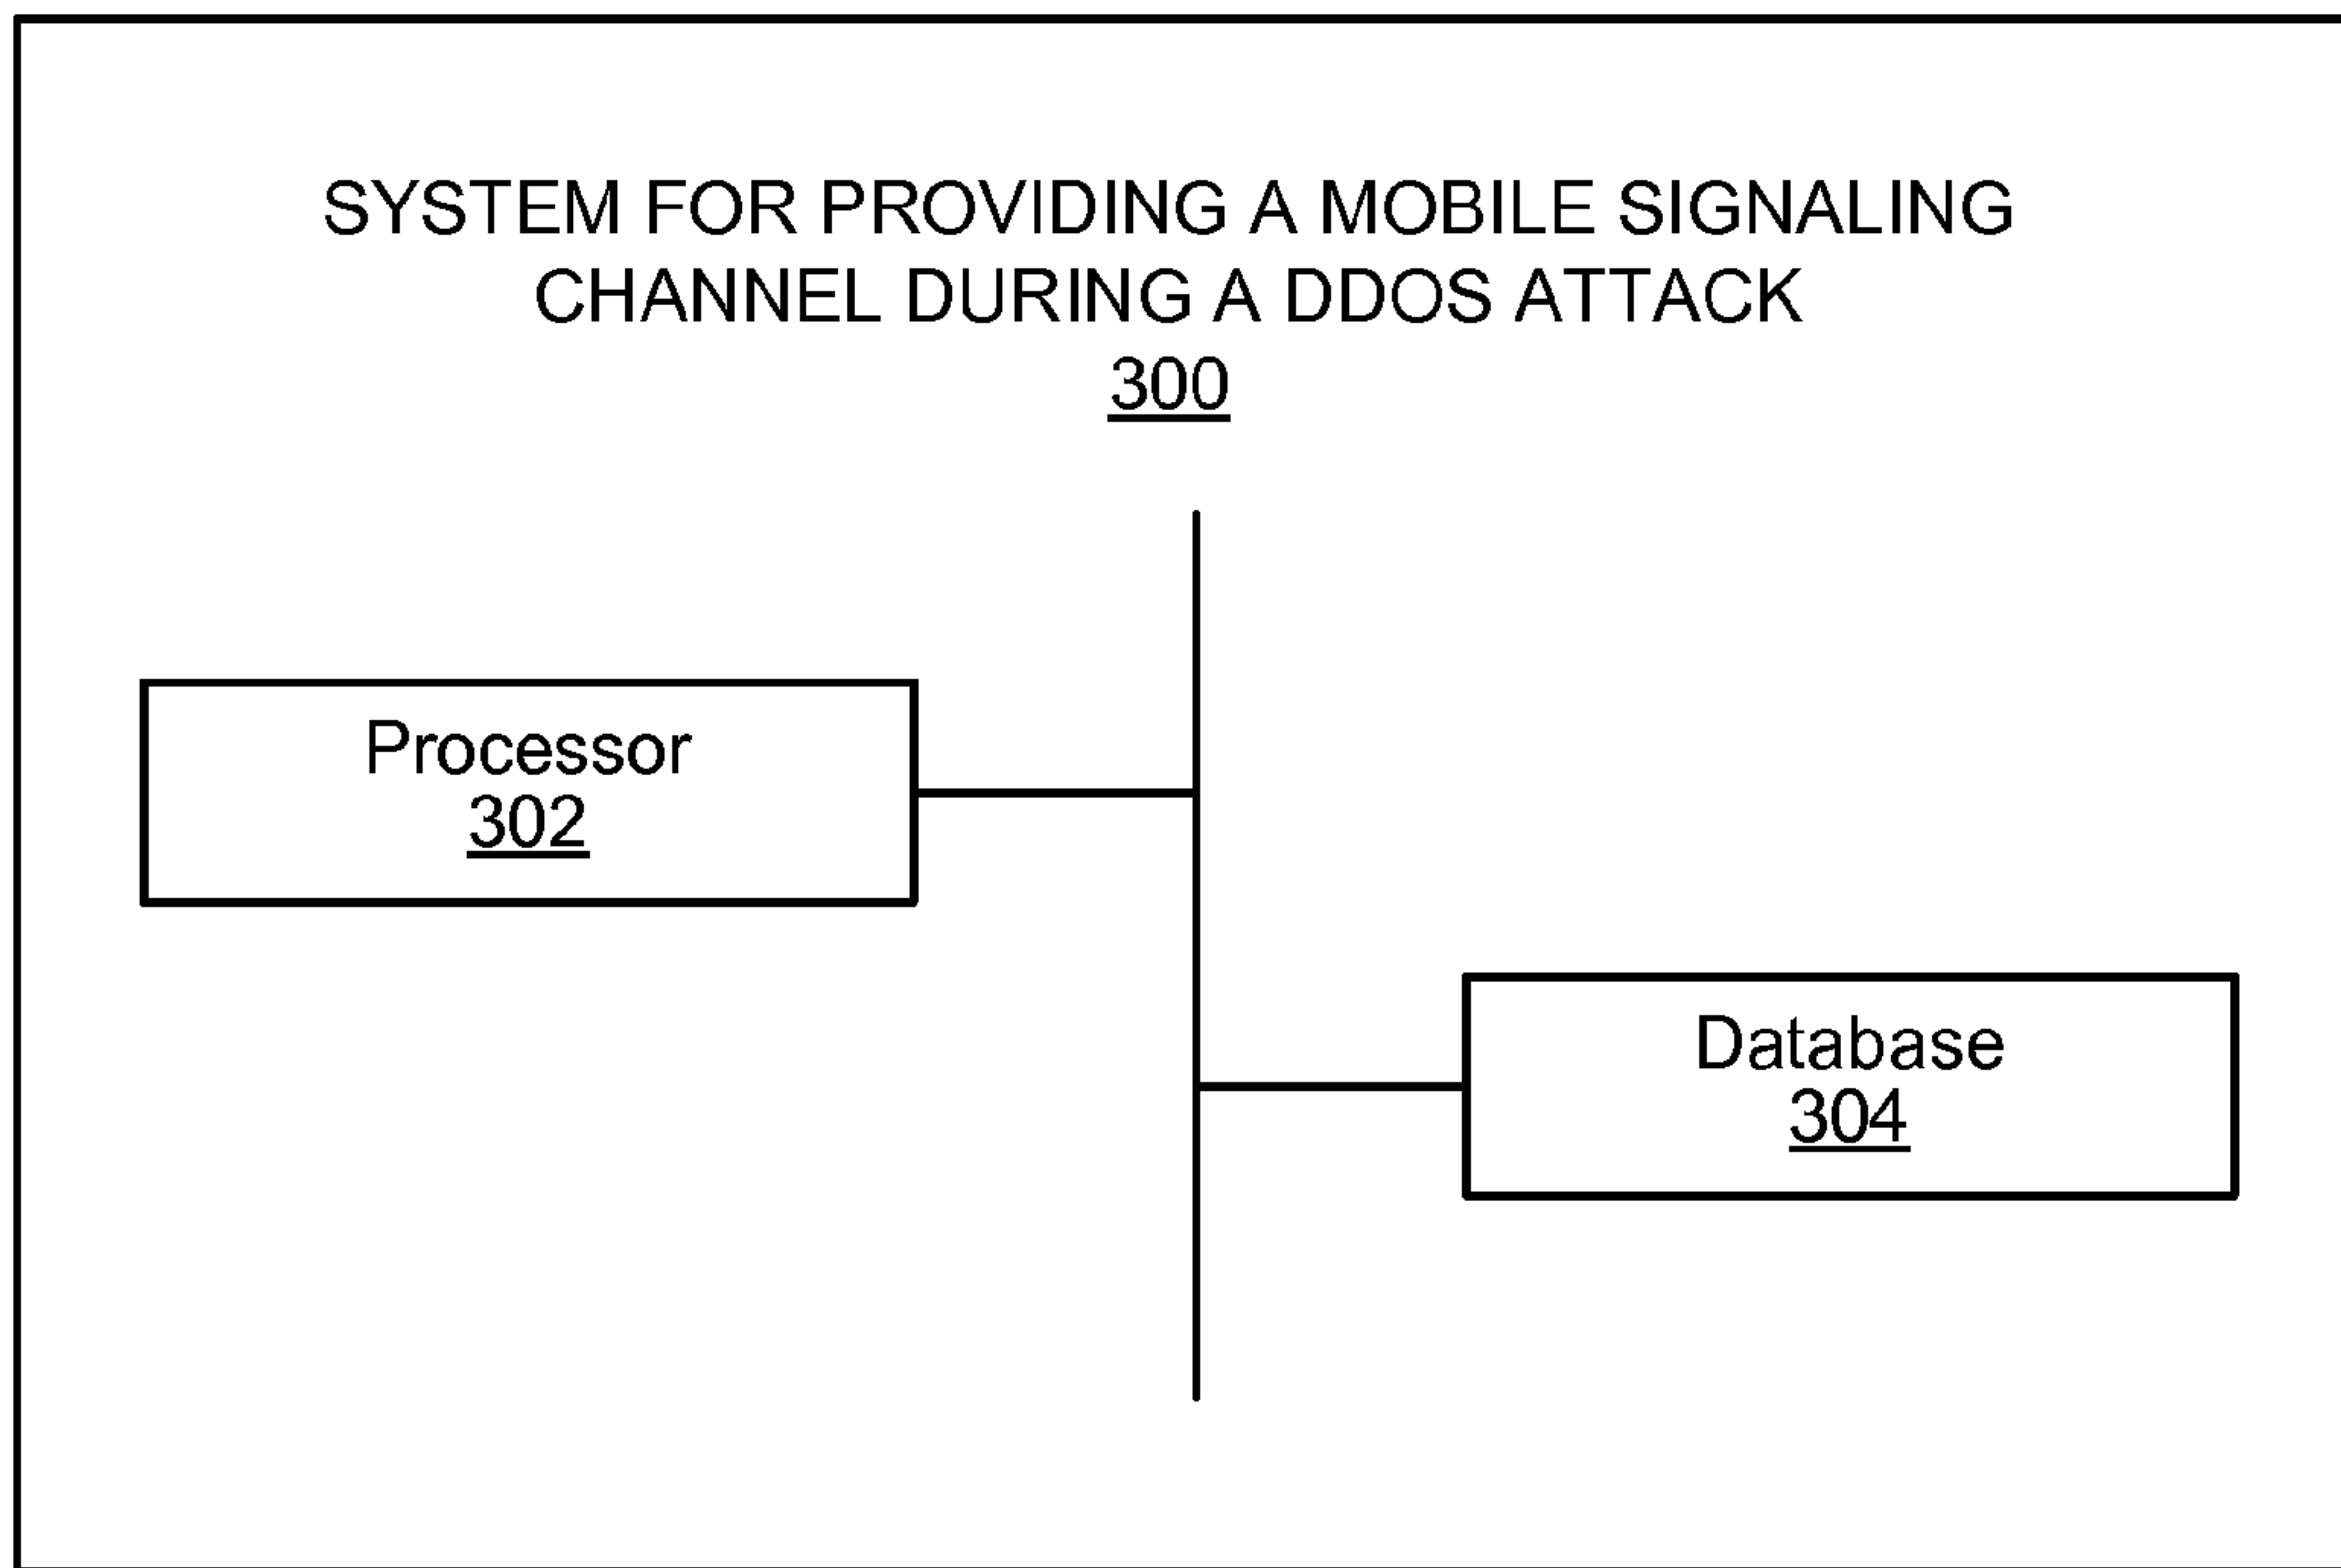 SYSTEM FOR PROVIDING A MOBILE SIGNALING
CHANNEL DURING A DDOS ATTACK
300
Processor
302
Database
304